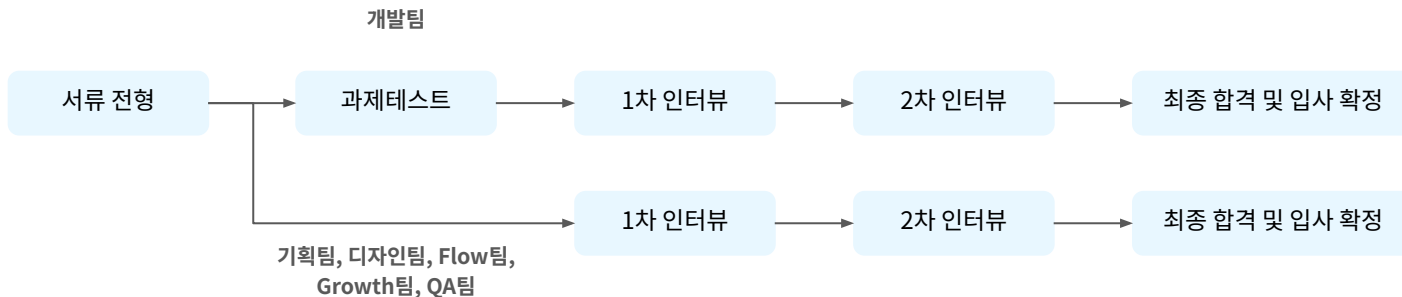 개발팀
서류 전형
과제테스트
1차 인터뷰
2차 인터뷰
최종 합격 및 입사 확정
1차 인터뷰
2차 인터뷰
최종 합격 및 입사 확정
기획팀, 디자인팀, Flow팀,
Growth팀, QA팀